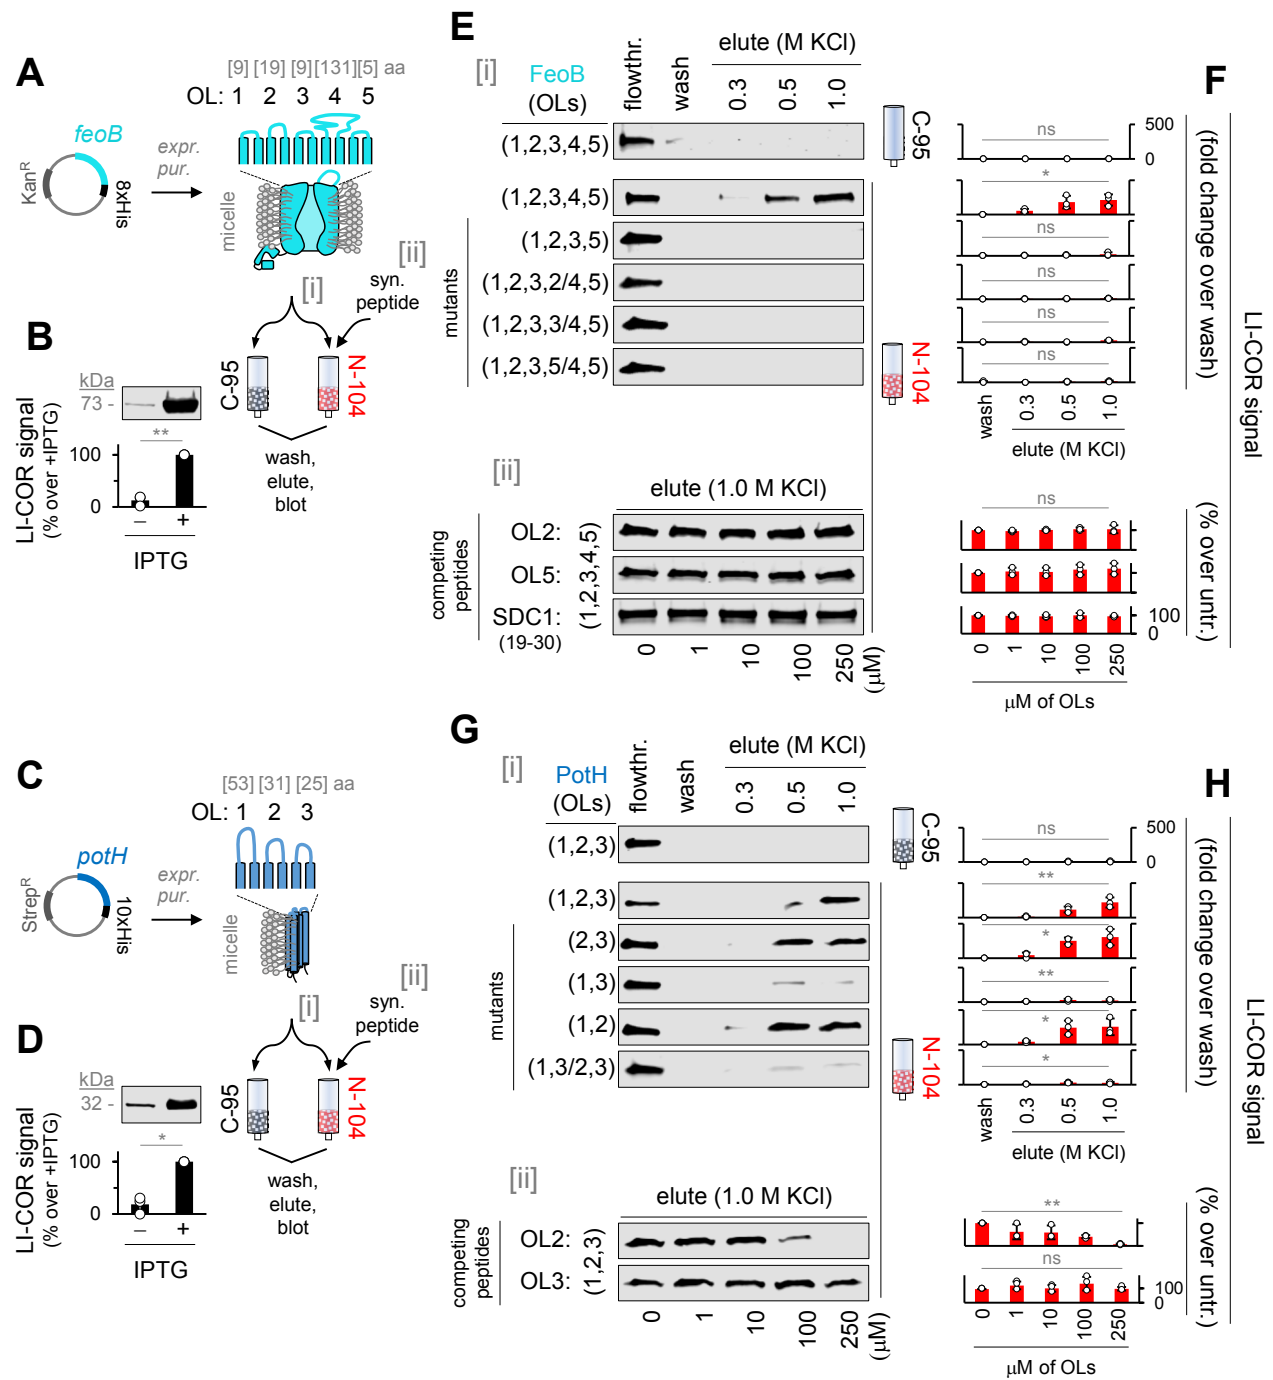 A
[9] [19] [9] [131] [5] aa
OL: 1 2 3 4 5
feoB
Kan^R
8xHis
expr.
pur.
micelle
[i]
[ii]
syn.
peptide
C-95
N-104
wash,
elute,
blot
B
kDa
73 -
**
LI-COR signal
(% over +IPTG)
100
0
– +
IPTG
C
[53] [31] [25] aa
OL: 1 2 3
potH
Strep^R
10xHis
expr.
pur.
micelle
[i]
[ii]
syn.
peptide
C-95
N-104
wash,
elute,
blot
D
kDa
32 -
*
LI-COR signal
(% over +IPTG)
100
0
– +
IPTG
E
[i]
FeoB
(OLs)
flowthr.
wash
elute (M KCl)
0.3 0.5 1.0
(1,2,3,4,5)
C-95
(1,2,3,4,5)
mutants
(1,2,3,5)
(1,2,3,2/4,5)
(1,2,3,3/4,5)
(1,2,3,5/4,5)
N-104
[ii]
elute (1.0 M KCl)
competing
peptides
OL2:
OL5:
SDC1:
(19-30)
(1,2,3,4,5)
0 1 10 100 250
(μM)
F
ns
500
0
*
ns
ns
ns
ns
wash 0.3 0.5 1.0
elute (M KCl)
(fold change over wash)
LI-COR signal
ns
100
0
0 1 10 100 250
μM of OLs
(% over untr.)
G
[i]
PotH
(OLs)
flowthr.
wash
elute (M KCl)
0.3 0.5 1.0
(1,2,3)
C-95
(1,2,3)
mutants
(2,3)
(1,3)
(1,2)
(1,3/2,3)
N-104
[ii]
elute (1.0 M KCl)
competing
peptides
OL2:
OL3:
(1,2,3)
0 1 10 100 250
(μM)
H
ns
500
0
**
*
**
*
*
wash 0.3 0.5 1.0
elute (M KCl)
(fold change over wash)
LI-COR signal
**
ns
100
0
0 1 10 100 250
μM of OLs
(% over untr.)